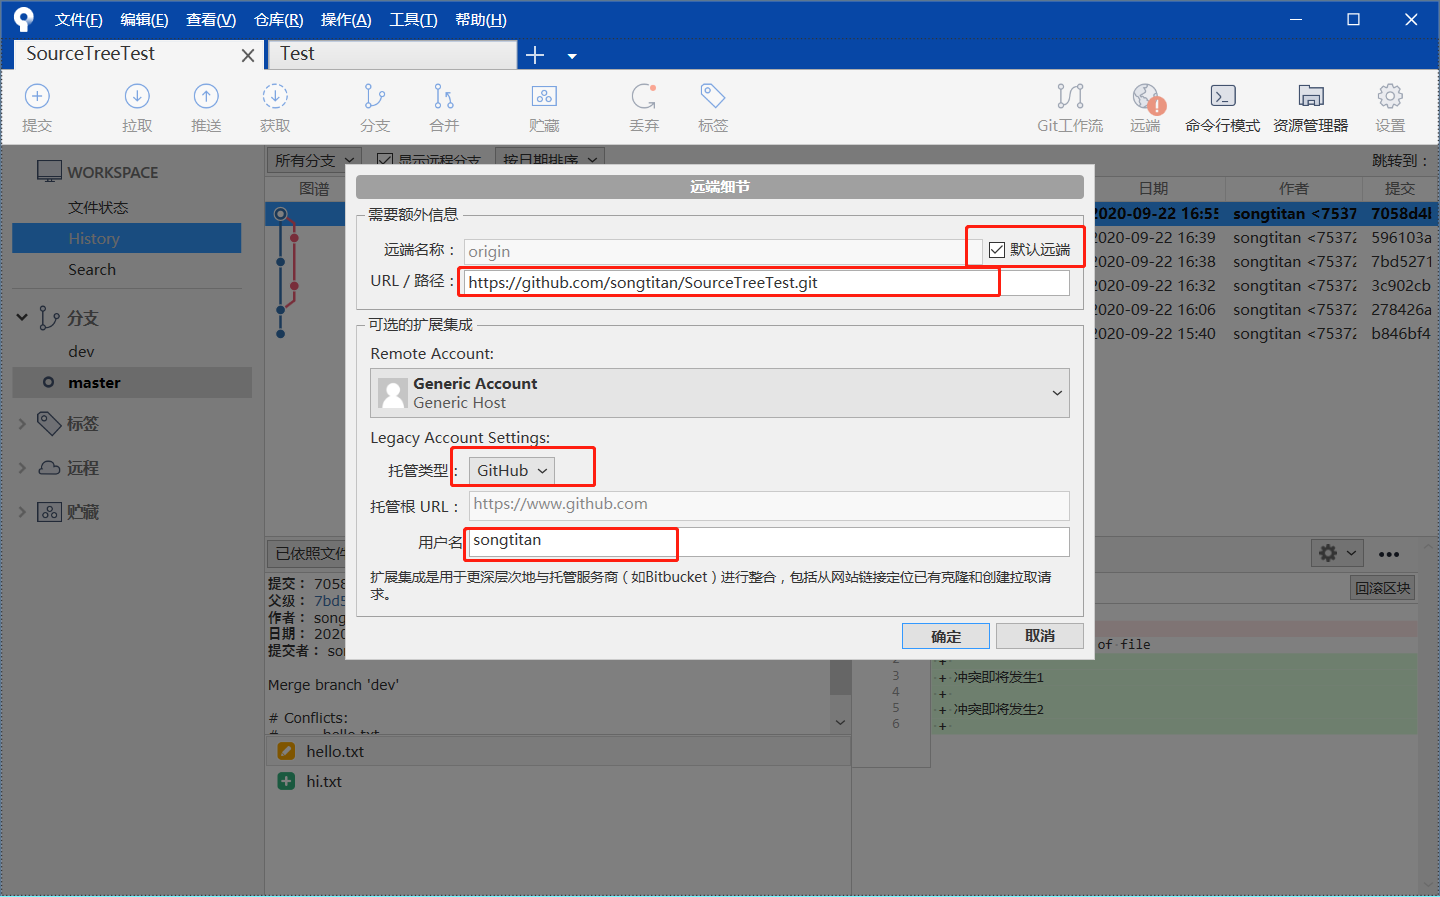 文件(F) 编辑(E) 查看(V) 仓库(R) 操作(A) 工具(T) 帮助(H)
SourceTreeTest Test
提交 拉取 推送 获取 分支 合并 贮藏 丢弃 标签 Git工作流 远端 命令行模式 资源管理器 设置
WORKSPACE
文件状态
History
Search
分支
dev
master
标签
远程
贮藏
所有分支 显示远程分支 按日期排序 跳转到：
图谱 日期 作者 提交
2020-09-22 16:55 songtitan <7537 7058d4
2020-09-22 16:39 songtitan <7537 596103a
2020-09-22 16:38 songtitan <7537 7bd5271
2020-09-22 16:32 songtitan <7537 3c902cb
2020-09-22 16:06 songtitan <7537 278426a
2020-09-22 15:40 songtitan <7537 b846bf4
远端细节
需要额外信息
远端名称： origin 默认远端
URL / 路径： https://github.com/songtitan/SourceTreeTest.git
可选的扩展集成
Remote Account:
Generic Account
Generic Host
Legacy Account Settings:
托管类型： GitHub
托管根 URL： https://www.github.com
用户名 songtitan
扩展集成是用于更深层次地与托管服务商（如Bitbucket）进行整合，包括从网站链接定位已有克隆和创建拉取请
求。
确定 取消
已依照文件
提交： 7058
父级： 7bd5
作者： song
日期： 2020
提交者： so
Merge branch 'dev'
# Conflicts:
# hello.txt
hello.txt
hi.txt
回滚区块
of file
2 +
3 + 冲突即将发生1
4 +
5 + 冲突即将发生2
6 +